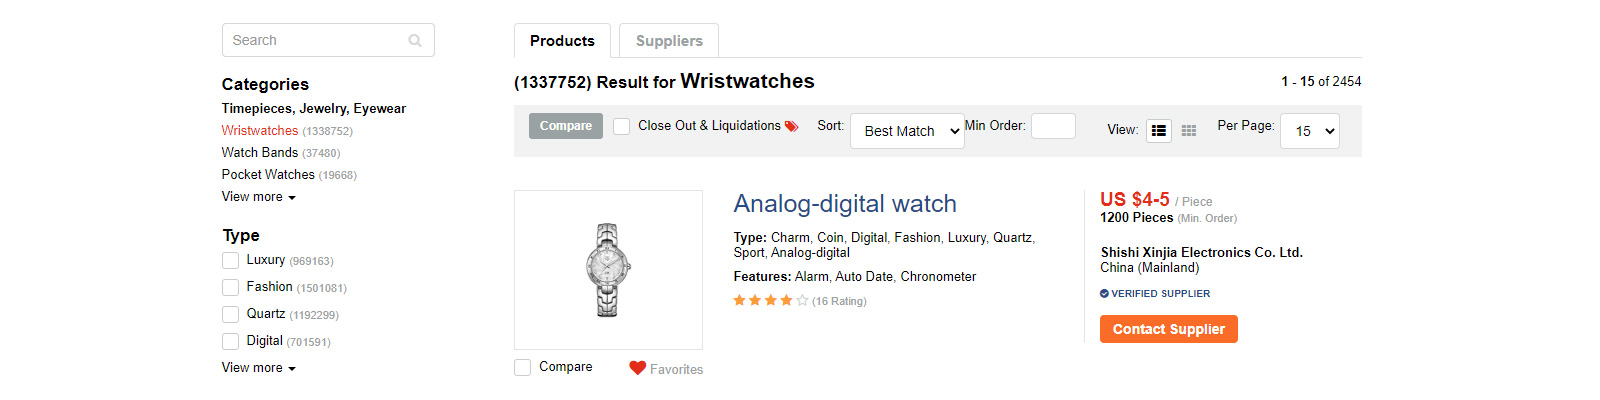 Search
Categories
Timepieces, Jewelry, Eyewear
Wristwatches (1338752)
Watch Bands (37480)
Pocket Watches (19668)
View more
Type
Luxury (969163)
Fashion (1501081)
Quartz (1192299)
Digital (701591)
View more
Products
Suppliers
(1337752) Result for Wristwatches
1 - 15 of 2454
Compare
Close Out & Liquidations
Sort:
Best Match
Min Order:
View:
Per Page:
15
Compare
Favorites
Analog-digital watch
Type: Charm, Coin, Digital, Fashion, Luxury, Quartz,
Sport, Analog-digital
Features: Alarm, Auto Date, Chronometer
(16 Rating)
US $4-5 / Piece
1200 Pieces (Min. Order)
Shishi Xinjia Electronics Co. Ltd.
China (Mainland)
VERIFIED SUPPLIER
Contact Supplier